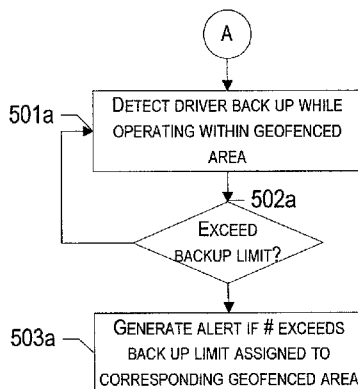 A
501a
DETECT DRIVER BACK UP WHILE
OPERATING WITHIN GEOFENCED
AREA
502a
EXCEED
BACKUP LIMIT?
503a
GENERATE ALERT IF # EXCEEDS
BACK UP LIMIT ASSIGNED TO
CORRESPONDING GEOFENCED AREA